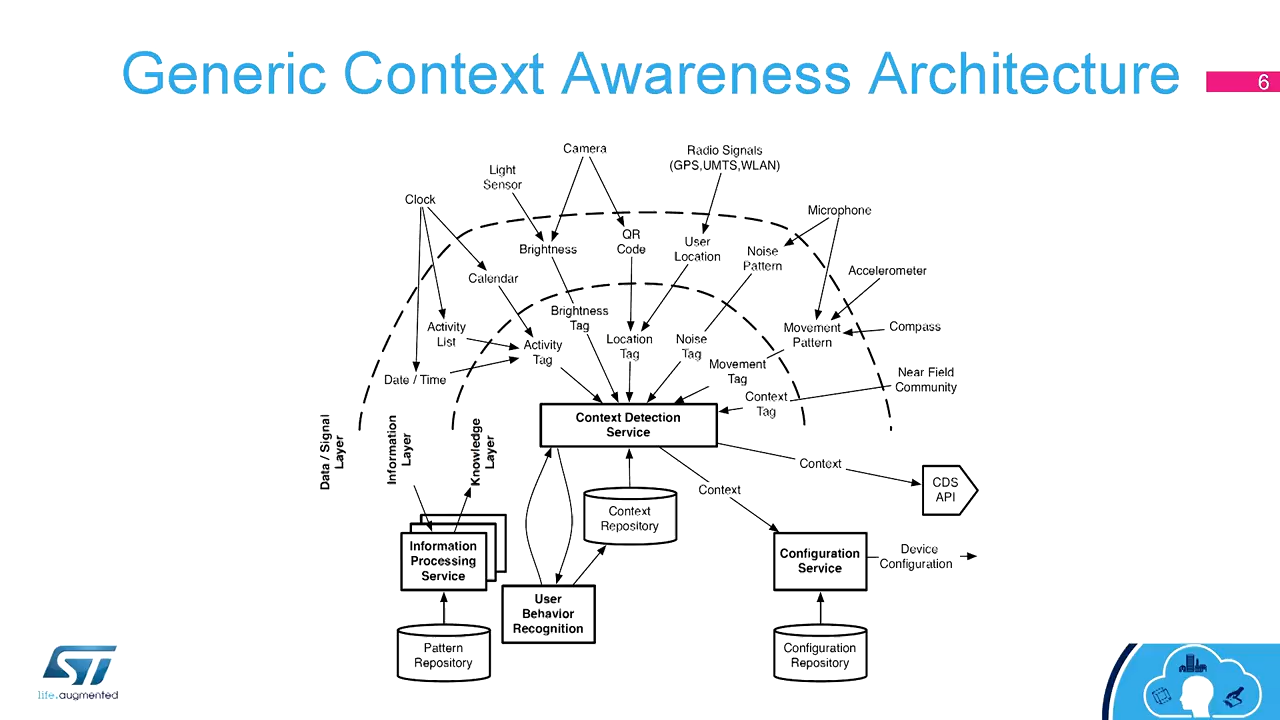 Generic Context Awareness Architecture
6
Camera
Radio Signals
(GPS,UMTS,WLAN)
Light
Sensor
Clock
Microphone
Brightness
QR
Code
User
Location
Noise
Pattern
Calendar
Accelerometer
Brightness
Tag
Activity
List
Activity
Tag
Location
Tag
Noise
Tag
Movement
Pattern
Compass
Date / Time
Movement
Tag
Near Field
Community
Context
Tag
Data / Signal
Layer
Information
Layer
Knowledge
Layer
Context Detection
Service
Context
CDS
API
Context
Context
Repository
Information
Processing
Service
Configuration
Service
Device
Configuration
User
Behavior
Recognition
Pattern
Repository
Configuration
Repository
ST
life.augmented